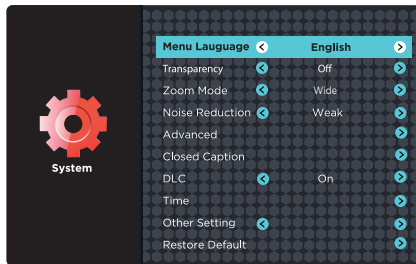 Menu Lauguage English
Transparency Off
Zoom Mode Wide
Noise Reduction Weak
Advanced
Closed Caption
System
DLC On
Time
Other Setting
Restore Default